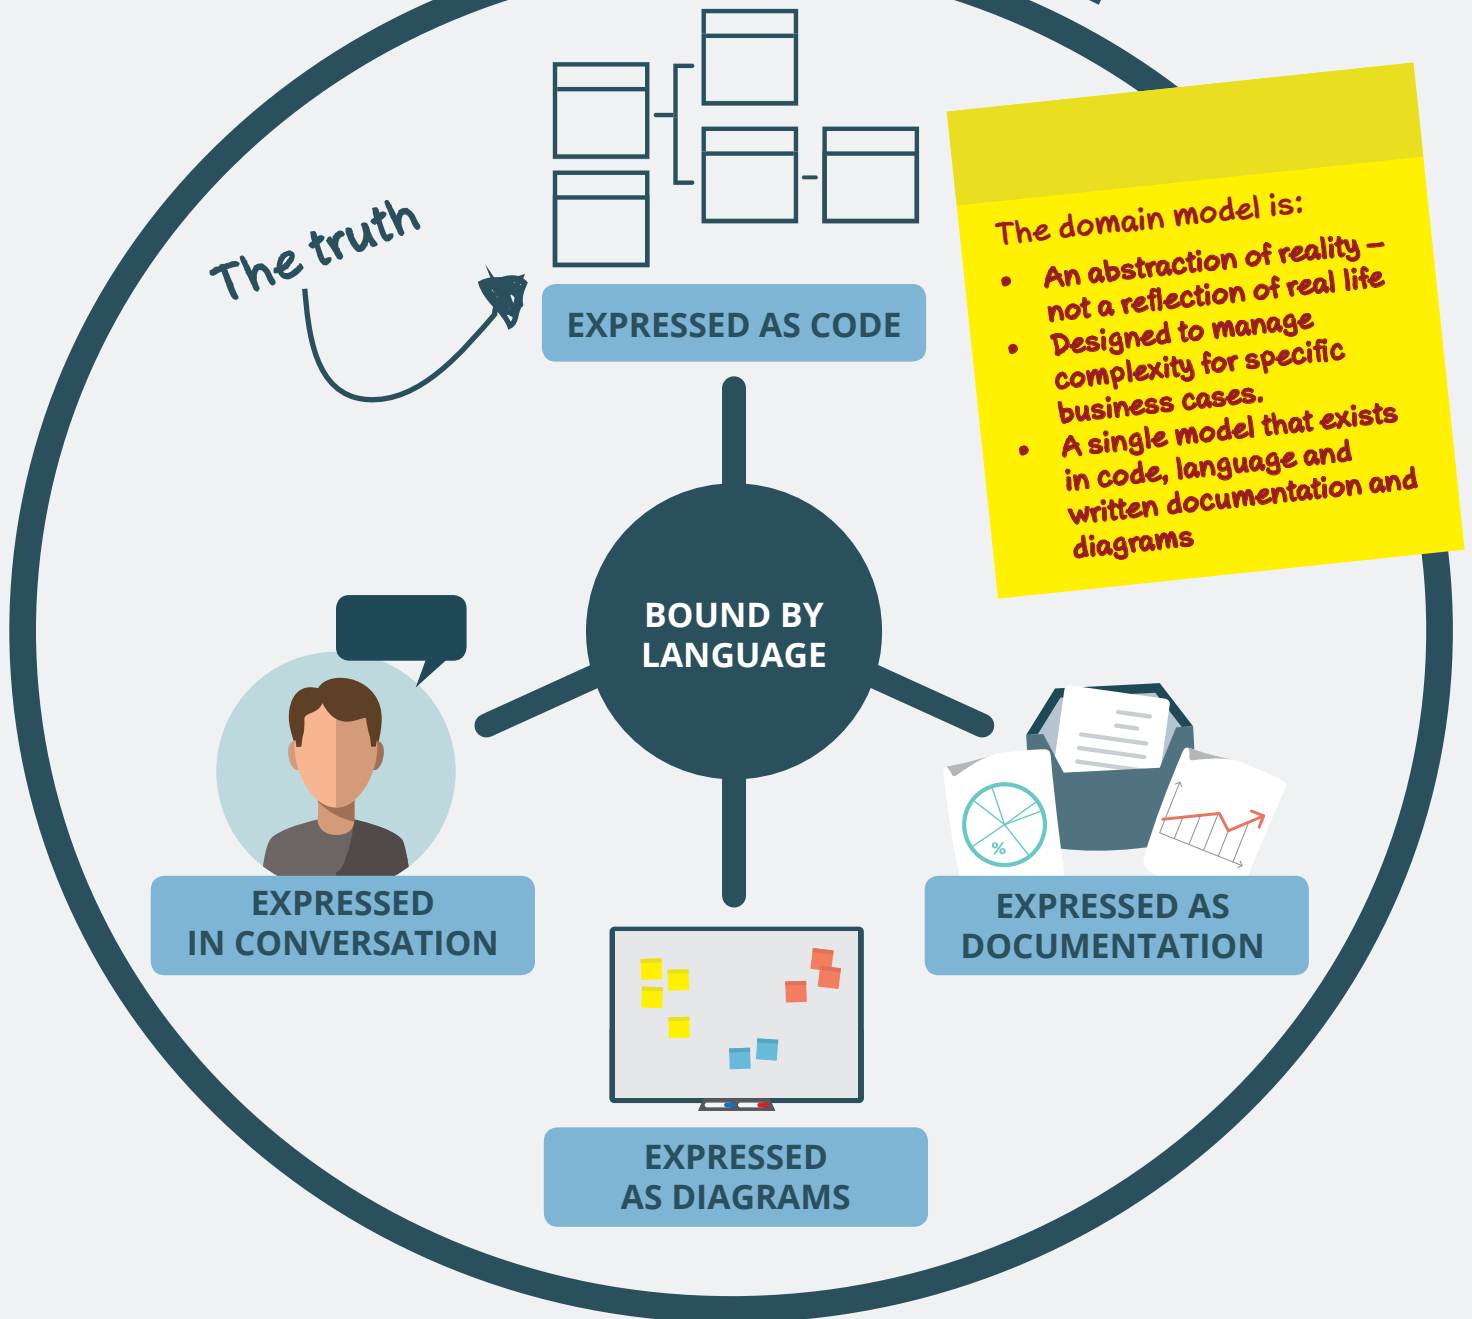 The truth
EXPRESSED AS CODE
The domain model is:
• An abstraction of reality –
not a reflection of real life
• Designed to manage
complexity for specific
business cases.
• A single model that exists
in code, language and
written documentation and
diagrams
BOUND BY
LANGUAGE
EXPRESSED
IN CONVERSATION
%
EXPRESSED AS
DOCUMENTATION
EXPRESSED
AS DIAGRAMS